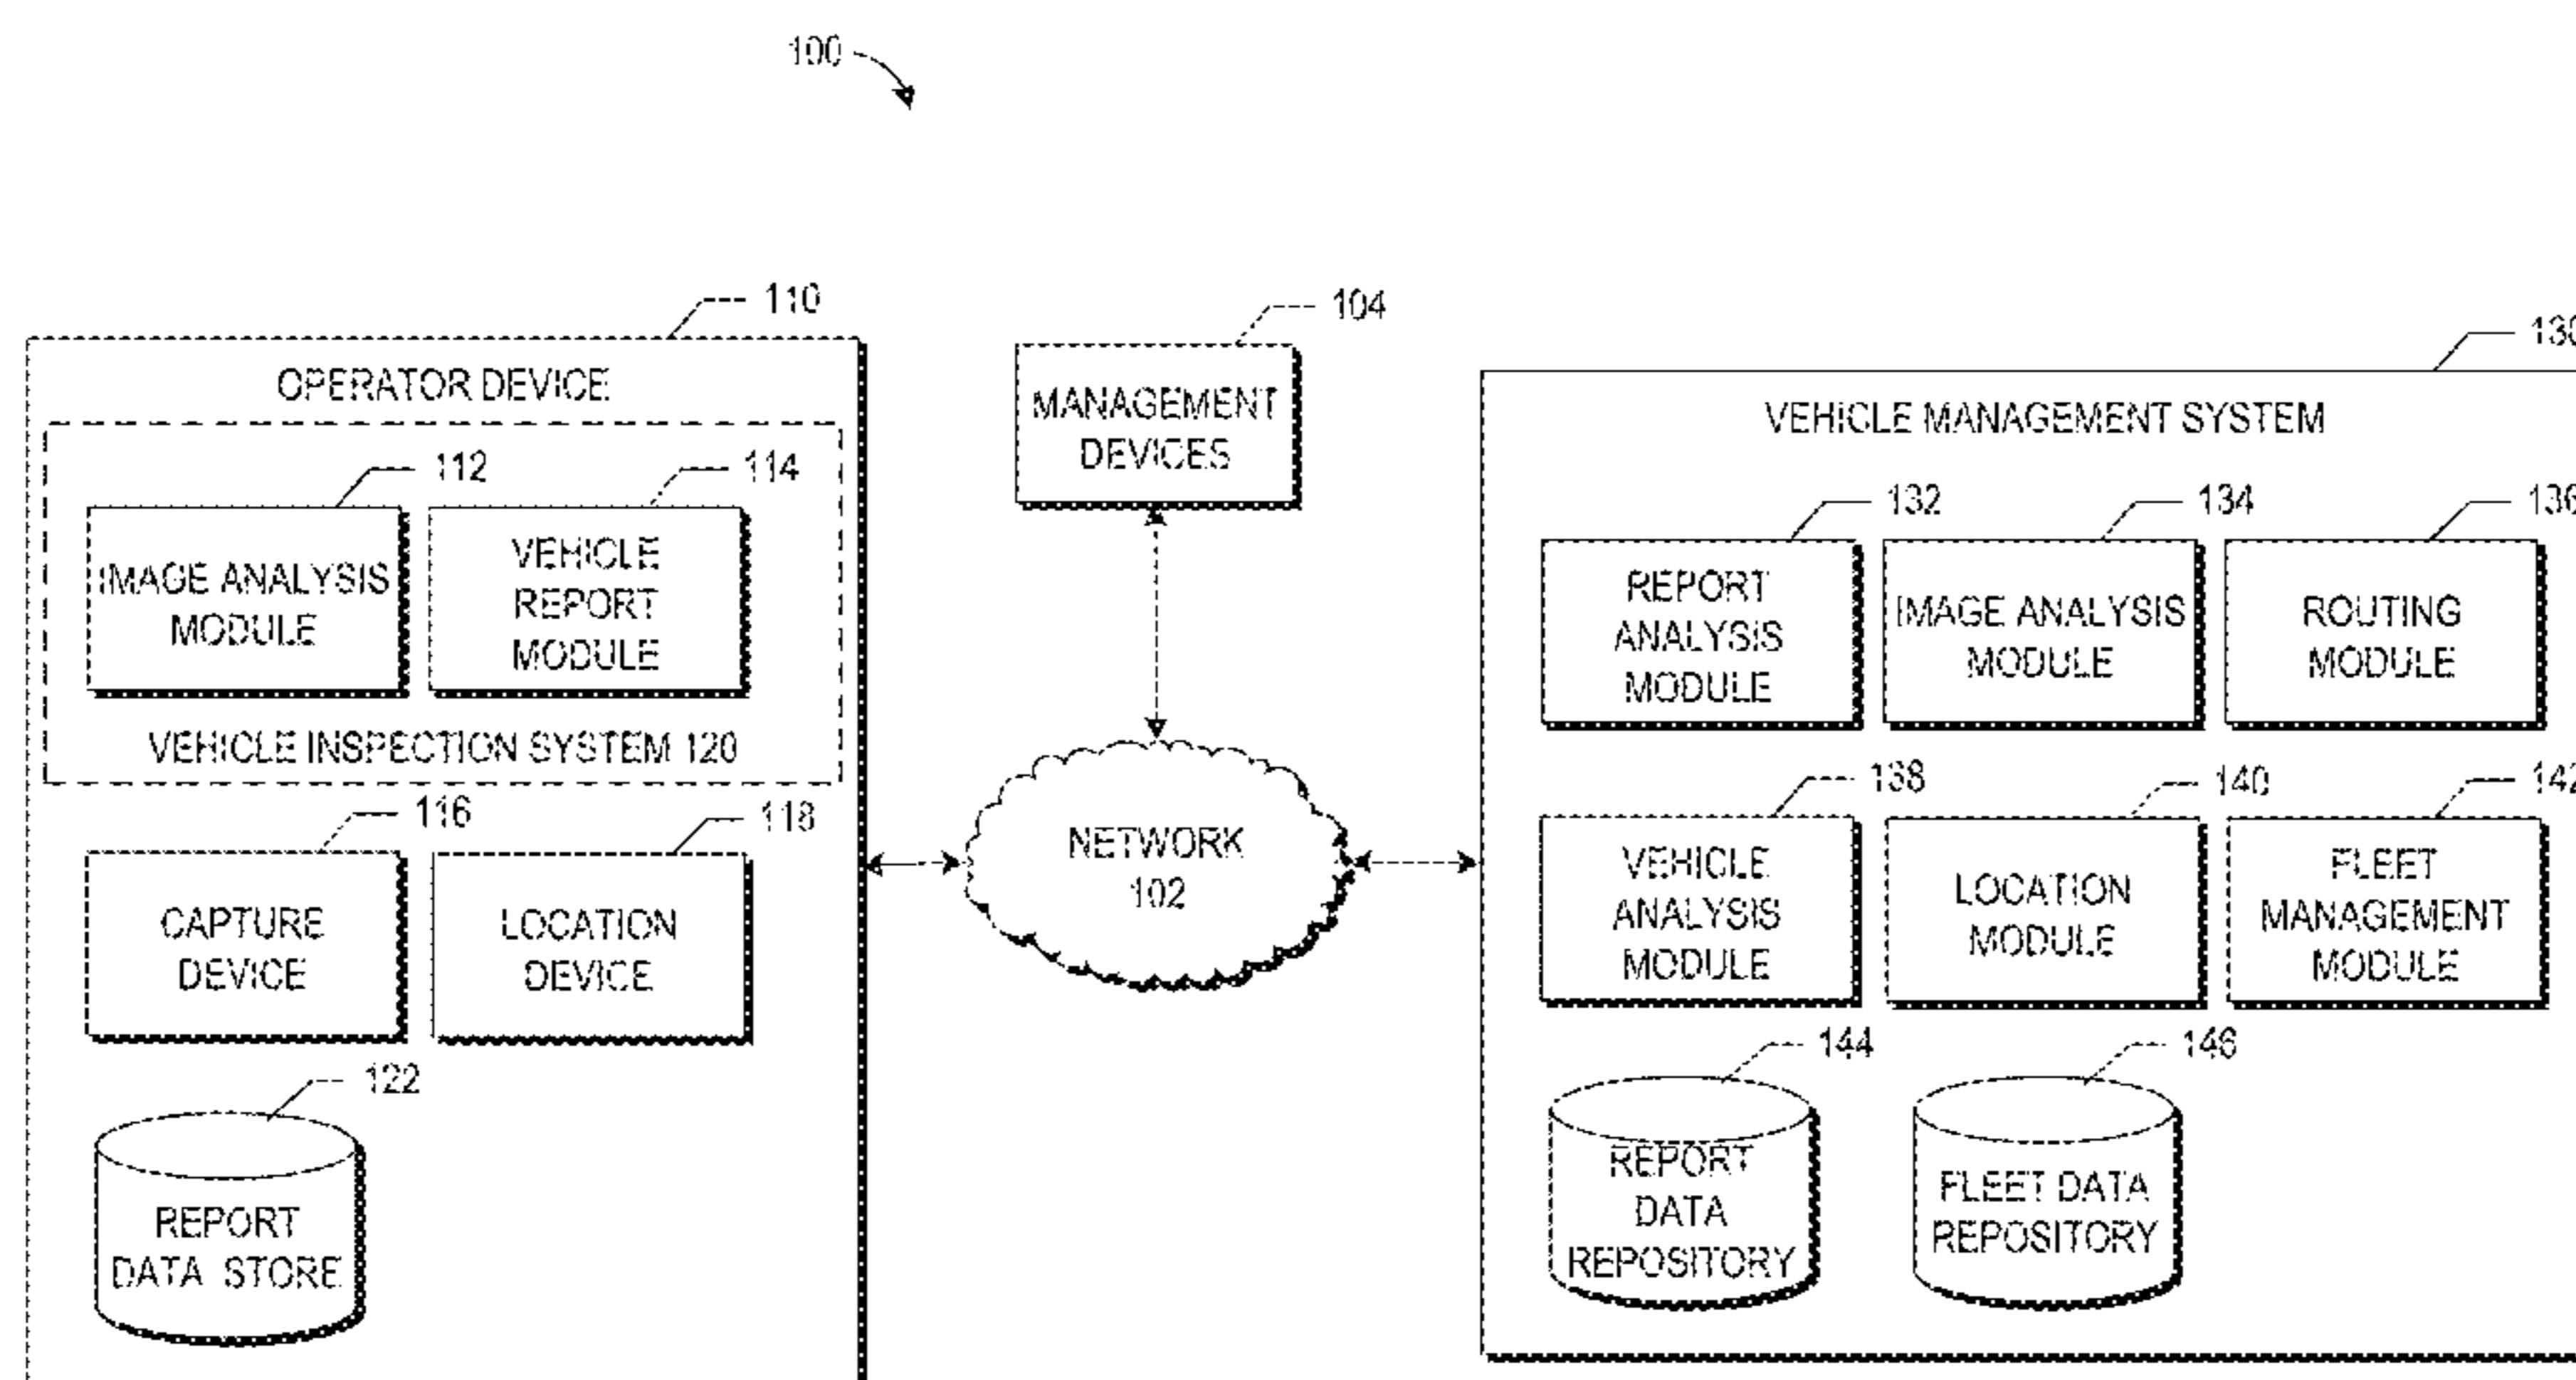 100
110
OPERATOR DEVICE
112
114
IMAGE ANALYSIS
MODULE
VEHICLE
REPORT
MODULE
VEHICLE INSPECTION SYSTEM 120
116
118
CAPTURE
DEVICE
LOCATION
DEVICE
122
REPORT
DATA STORE
104
MANAGEMENT
DEVICES
NETWORK
102
130
VEHICLE MANAGEMENT SYSTEM
132
134
136
REPORT
ANALYSIS
MODULE
IMAGE ANALYSIS
MODULE
ROUTING
MODULE
138
140
142
VEHICLE
ANALYSIS
MODULE
LOCATION
MODULE
FLEET
MANAGEMENT
MODULE
144
146
REPORT
DATA
REPOSITORY
FLEET DATA
REPOSITORY